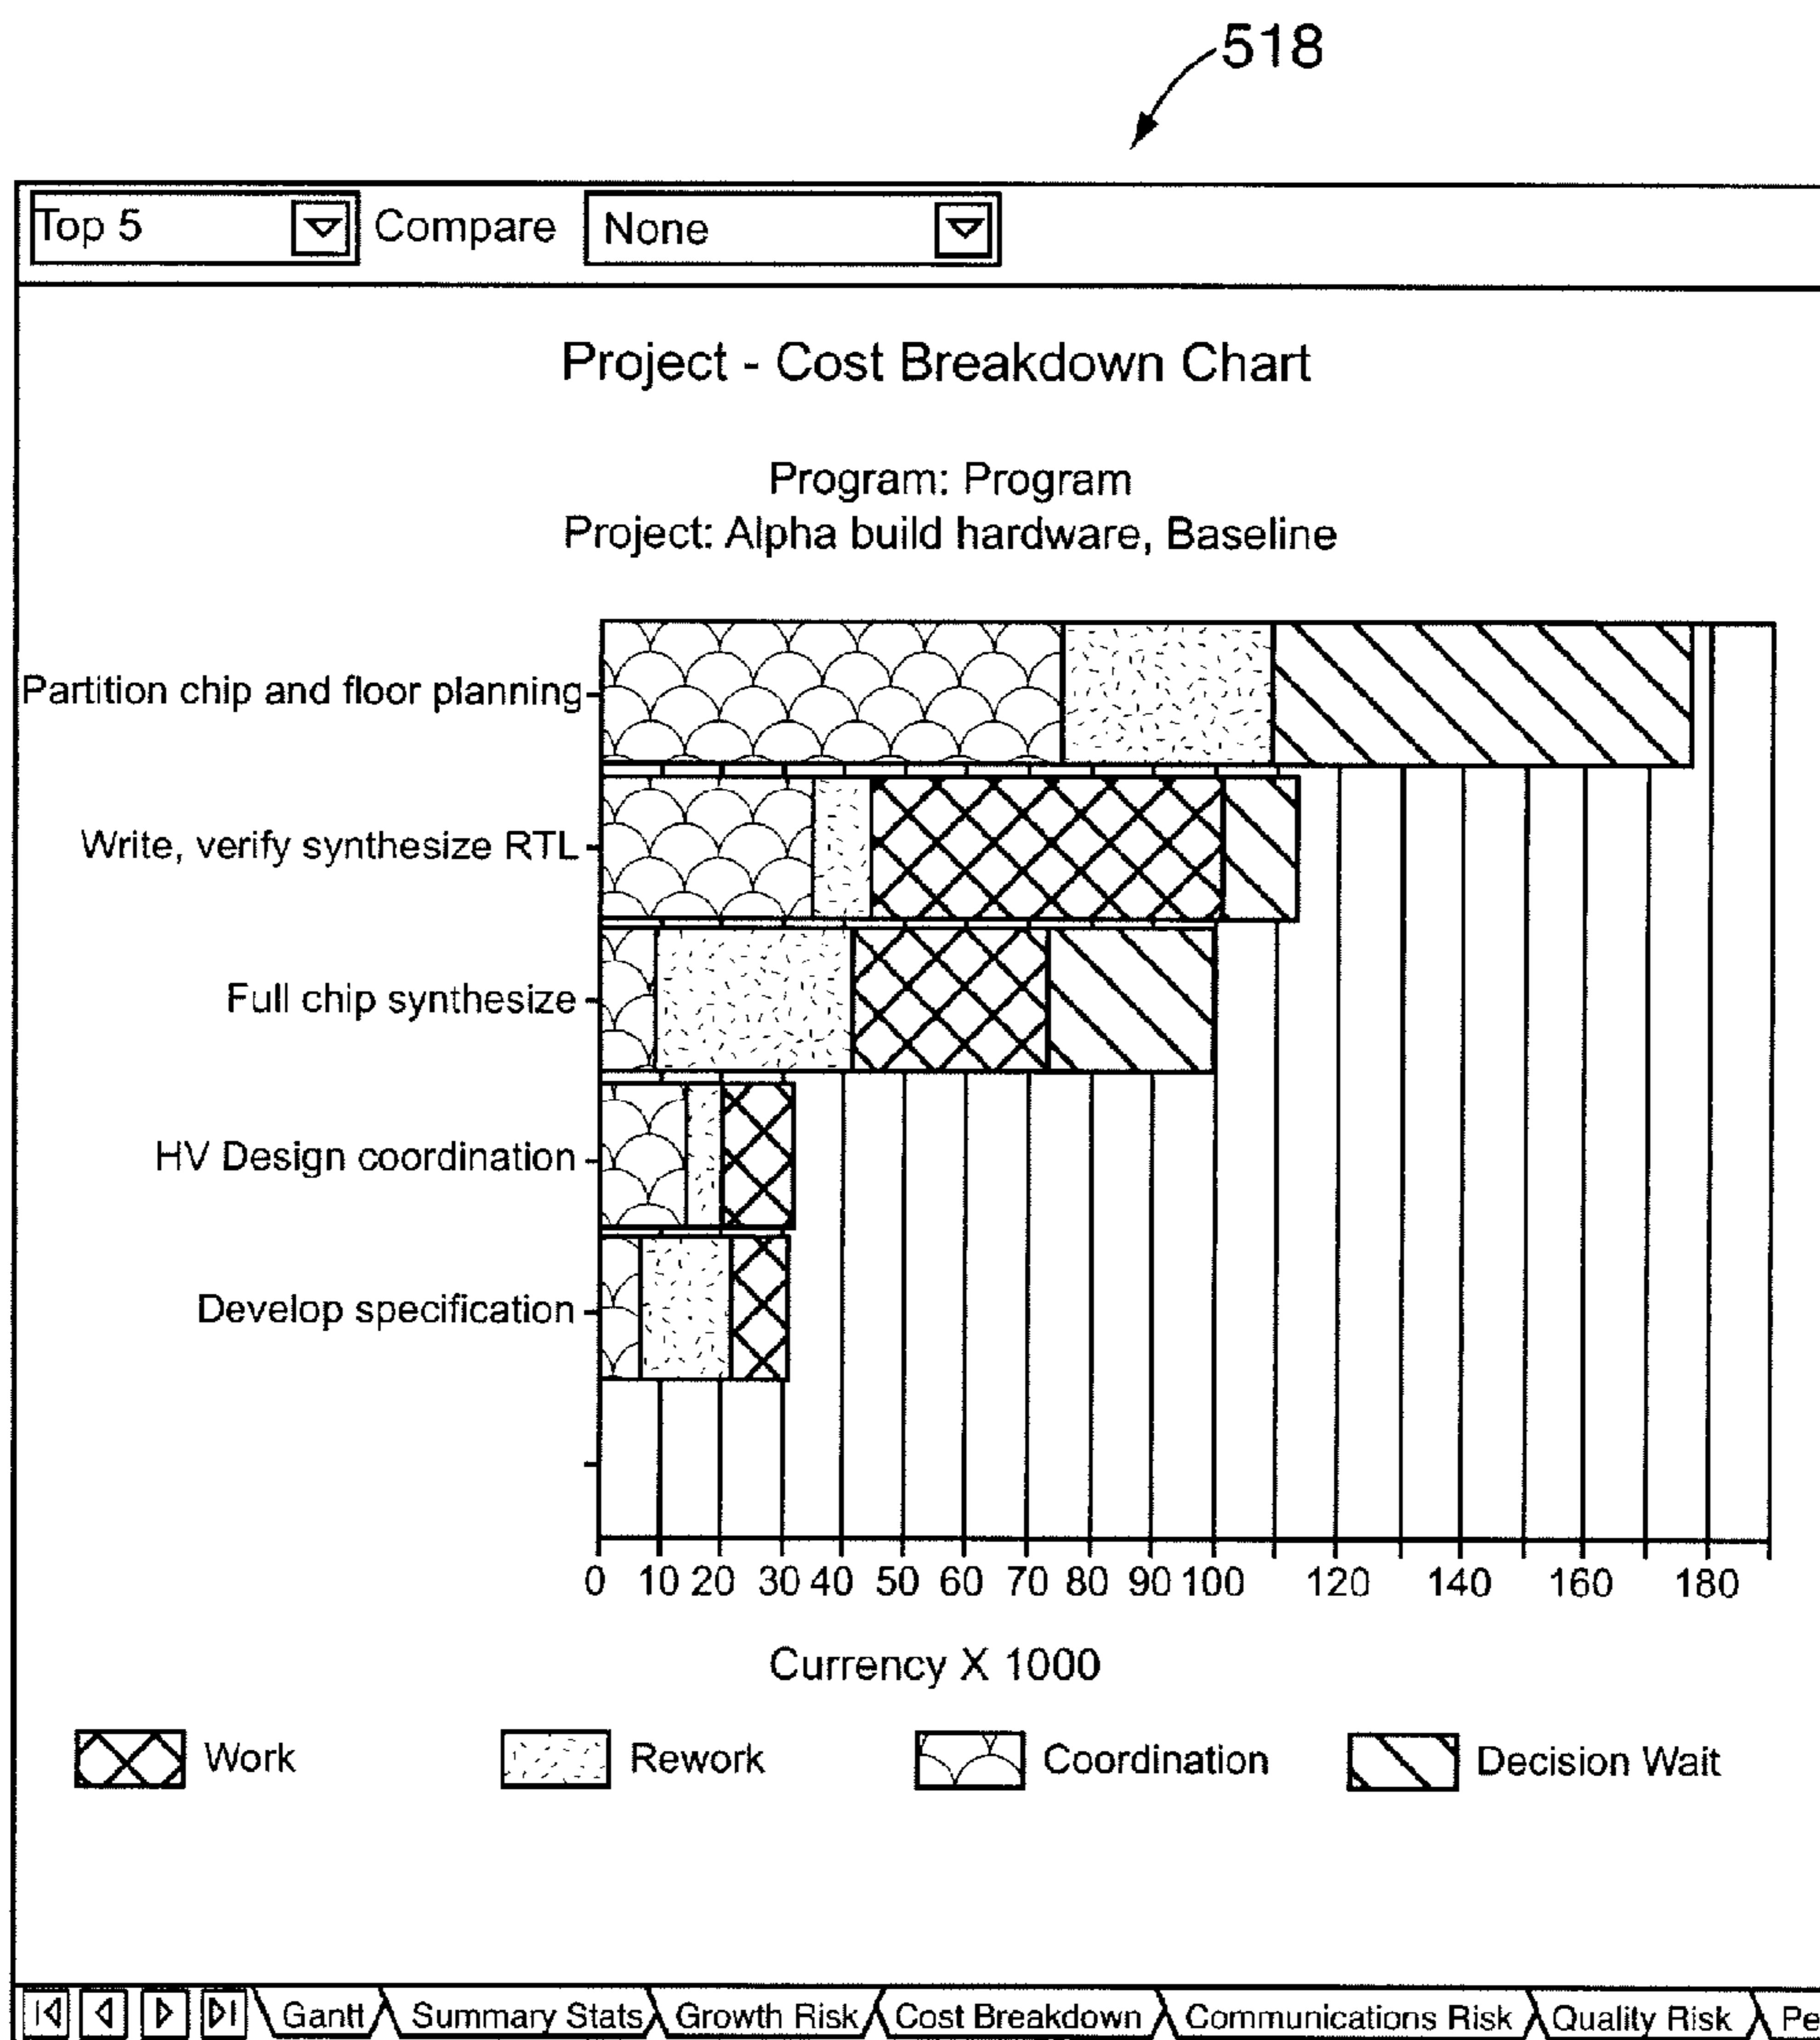 518
Top 5 Compare None
Project - Cost Breakdown Chart
Program: Program
Project: Alpha build hardware, Baseline
Partition chip and floor planning
Write, verify synthesize RTL
Full chip synthesize
HV Design coordination
Develop specification
0 10 20 30 40 50 60 70 80 90 100 120 140 160 180
Currency X 1000
Work Rework Coordination Decision Wait
Gantt Summary Stats Growth Risk Cost Breakdown Communications Risk Quality Risk Pe